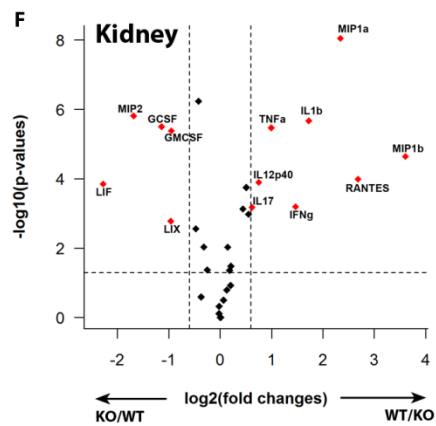 F
Kidney
MIP1a
MIP2
GCSF
GMCSF
TNFa
IL1b
MIP1b
LIF
IL12p40
RANTES
LIX
IL17
IFNg
-log10(p-values)
8
6
4
2
0
-2 -1 0 1 2 3 4
log2(fold changes)
KO/WT
WT/KO